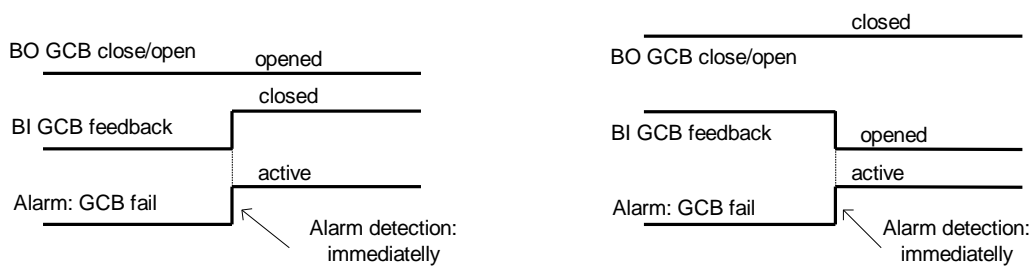 BO GCB close/open
opened
closed
BI GCB feedback
active
Alarm: GCB fail
Alarm detection:
immediatelly
closed
BO GCB close/open
BI GCB feedback
opened
active
Alarm: GCB fail
Alarm detection:
immediatelly